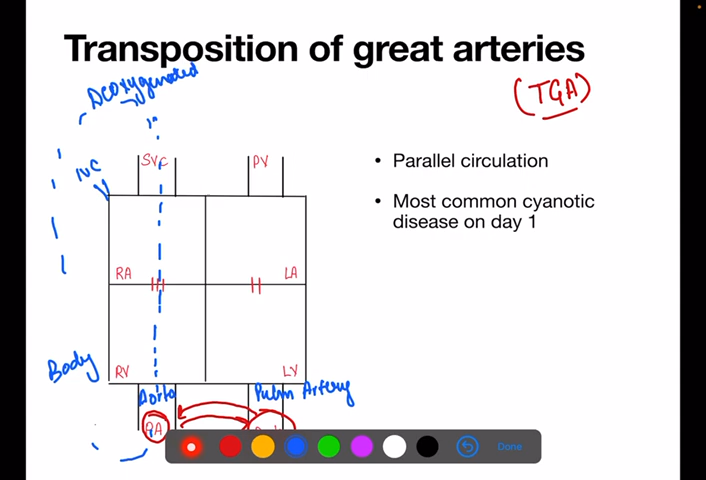 Transposition of great arteries
(TGA)
Deoxygenated
IVC
SVC
PV
• Parallel circulation
• Most common cyanotic
disease on day 1
RA
LA
RV
LV
Body
Aorta
Pulm Artery
PA
Done